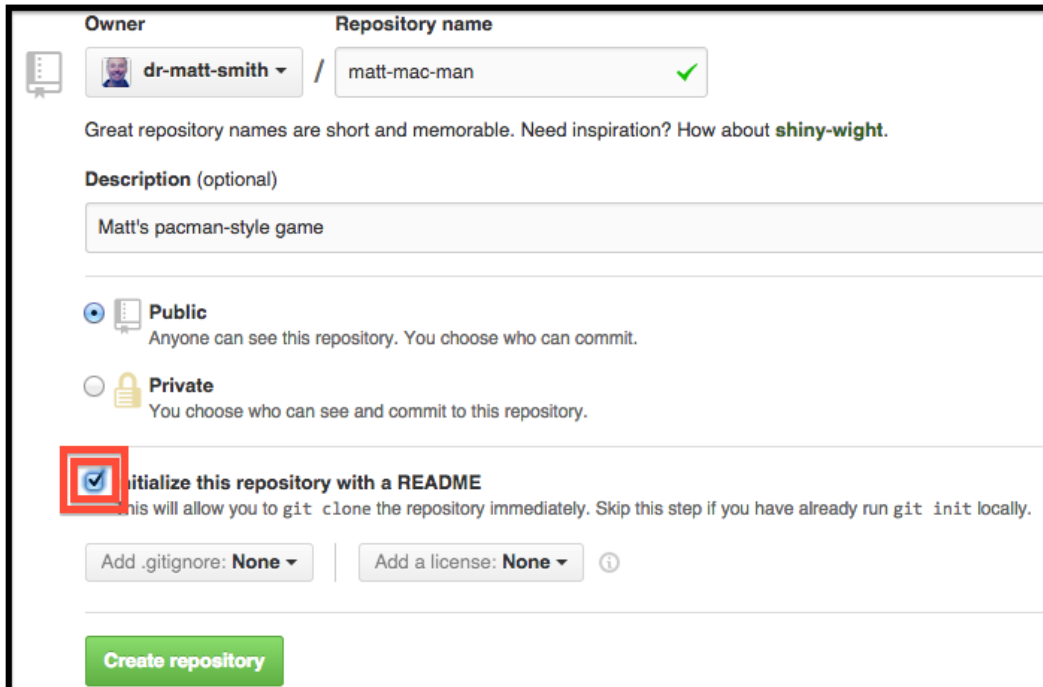 Owner Repository name
dr-matt-smith / matt-mac-man
Great repository names are short and memorable. Need inspiration? How about shiny-wight.
Description (optional)
Matt's pacman-style game
Public
Anyone can see this repository. You choose who can commit.
Private
You choose who can see and commit to this repository.
nitialize this repository with a README
his will allow you to git clone the repository immediately. Skip this step if you have already run git init locally.
Add .gitignore: None Add a license: None
Create repository